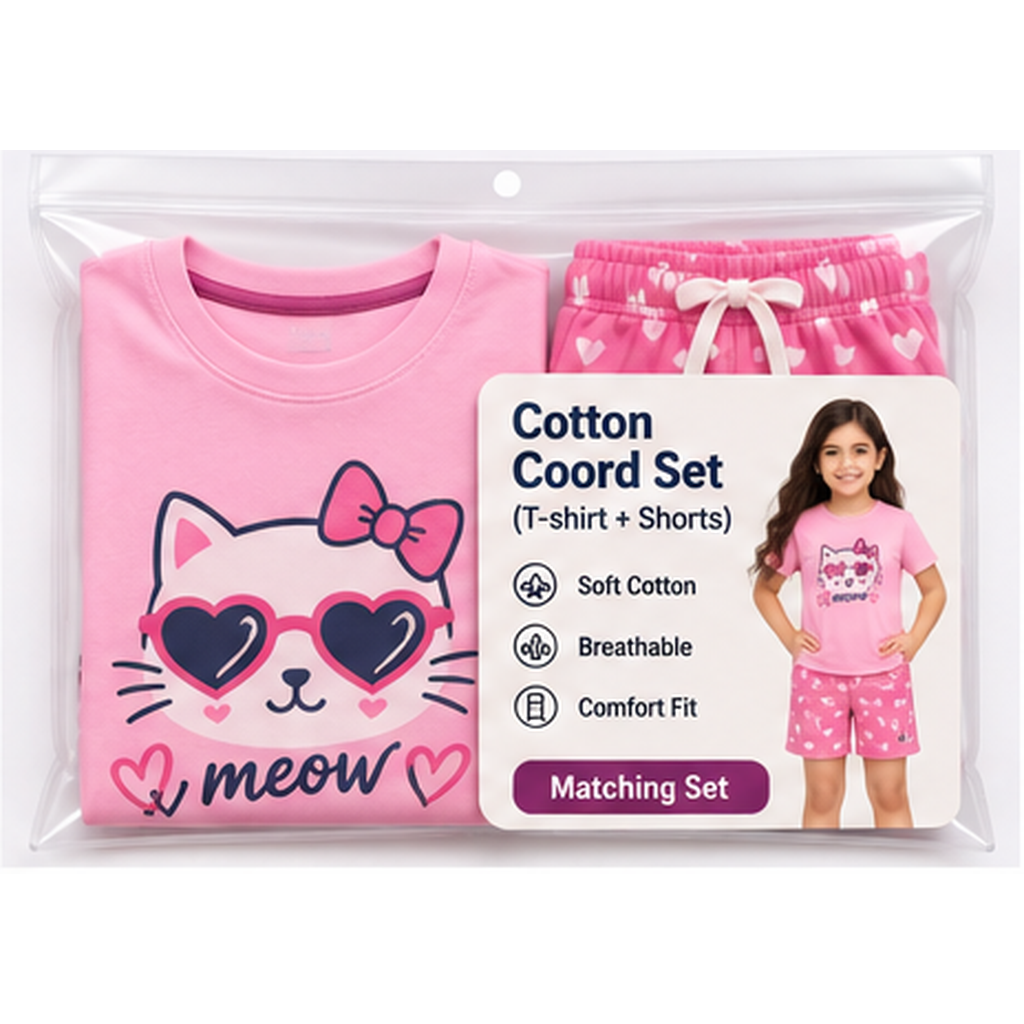 meow
Cotton
Coord Set
(T-shirt + Shorts)
Soft Cotton
Breathable
Comfort Fit
Matching Set